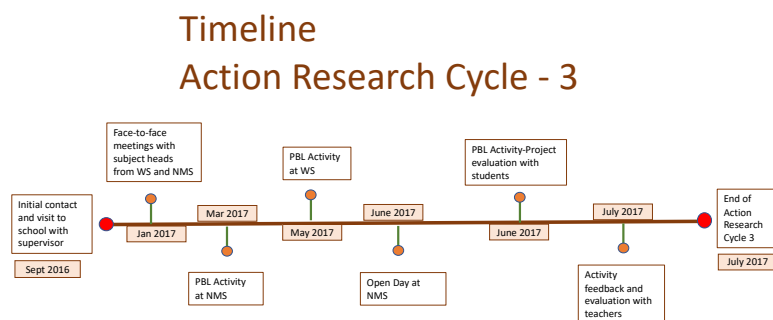 Timeline
Action Research Cycle - 3
Initial contact
and visit to
school with
supervisor
Sept 2016
Face-to-face
meetings with
subject heads
from WS and NMS
Jan 2017
Mar 2017
PBL Activity
at NMS
PBL Activity
at WS
May 2017
June 2017
Open Day at
NMS
PBL Activity-Project
evaluation with
students
June 2017
July 2017
Activity
feedback and
evaluation with
teachers
End of
Action
Research
Cycle 3
July 2017